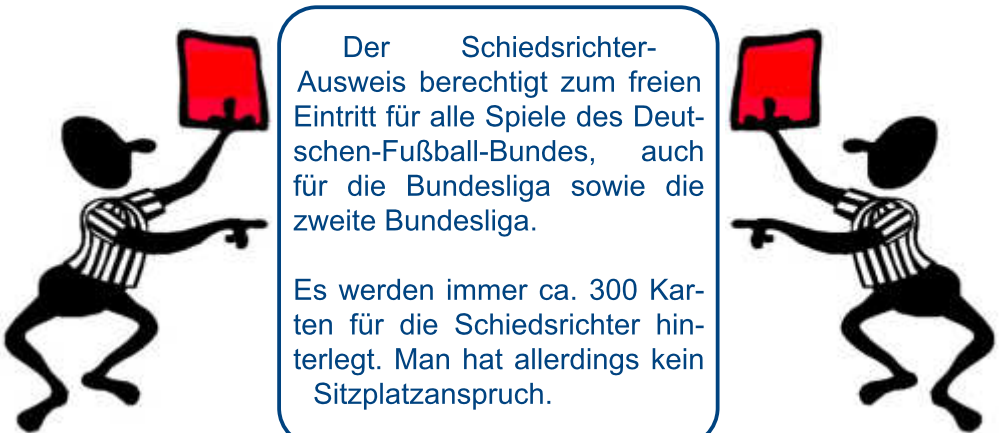 Der Schiedsrichter-
Ausweis berechtigt zum freien
Eintritt für alle Spiele des Deut-
schen-Fußball-Bundes, auch
für die Bundesliga sowie die
zweite Bundesliga.
Es werden immer ca. 300 Kar-
ten für die Schiedsrichter hin-
terlegt. Man hat allerdings kein
Sitzplatzanspruch.